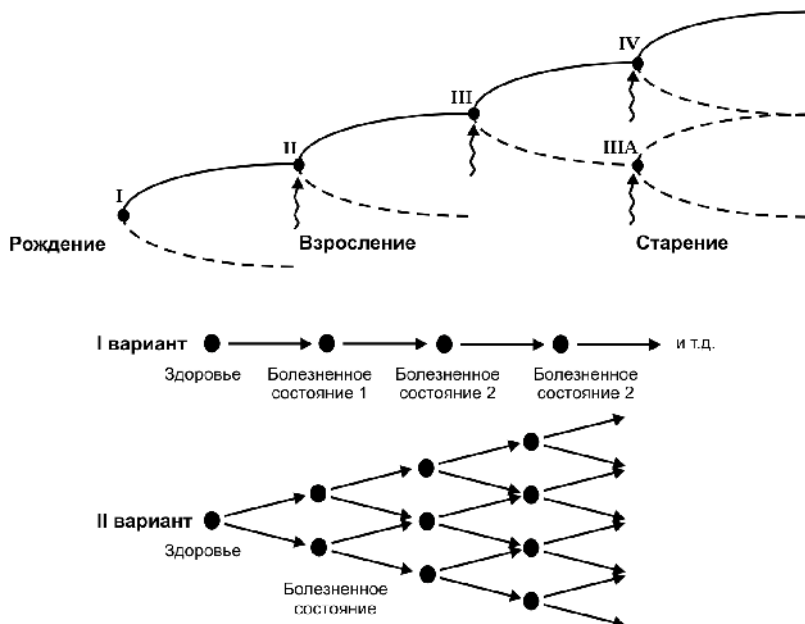 IV
III
II
IIIA
I
Рождение
Взросление
Старение
I вариант
и т.д.
Здоровье
Болезненное
состояние 1
Болезненное
состояние 2
Болезненное
состояние 2
II вариант
Здоровье
Болезненное
состояние